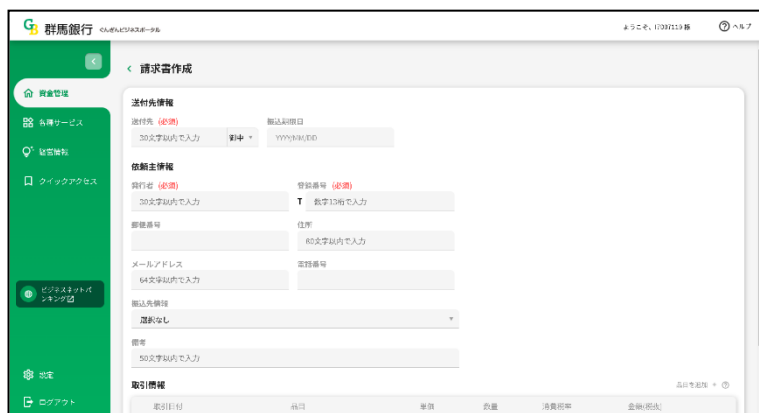 GB 群馬銀行 ぐんぎんビジネスポータル
ようこそ、I7007119様
ヘルプ
請求書作成
資金管理
各種サービス
経営情報
クイックアクセス
ビジネスネットバンキング
設定
ログアウト
送付先情報
送付先 (必須) 振込期限日
30文字以内で入力 御中 YYYY/MM/DD
依頼主情報
発行者 (必須) 登録番号 (必須)
30文字以内で入力 T 数字13桁で入力
郵便番号 住所
60文字以内で入力
メールアドレス 電話番号
64文字以内で入力
振込先情報
選択なし
備考
50文字以内で入力
取引情報 品目を追加 +
取引日付 品目 単価 数量 消費税率 金額(税抜)